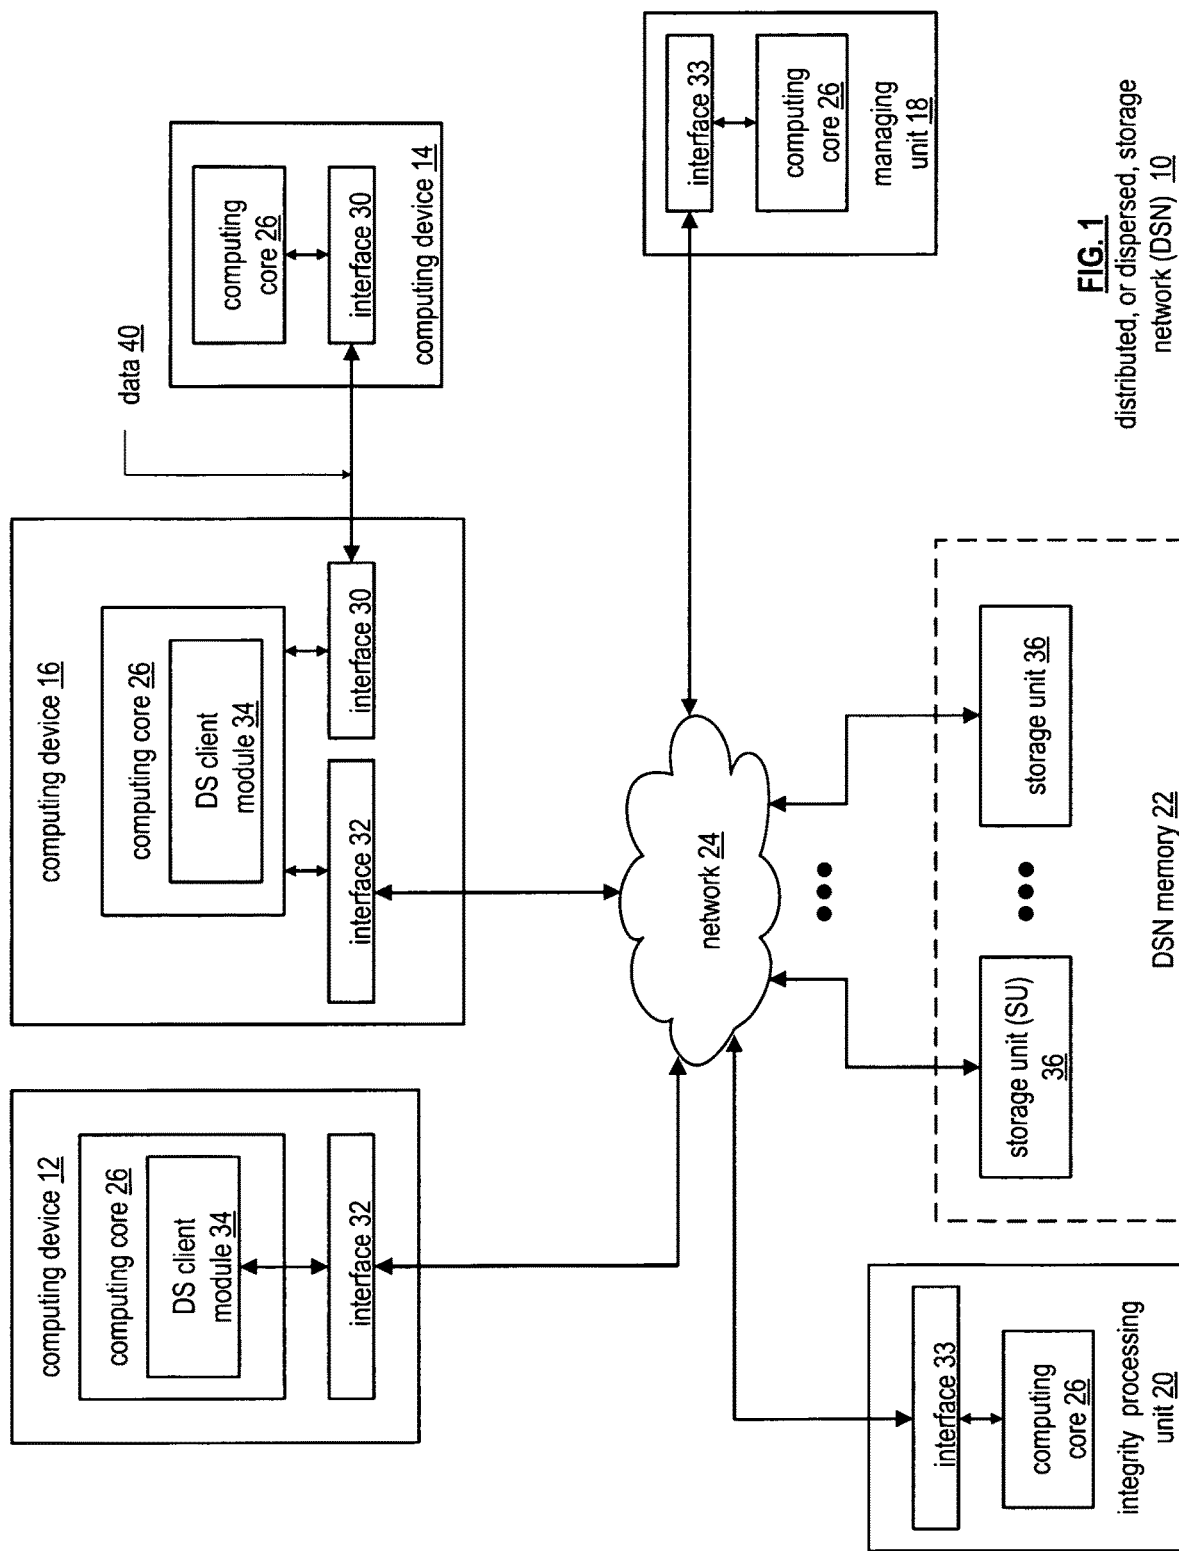 computing device 12
computing core 26
DS client
module 34
interface 32
computing device 16
computing core 26
DS client
module 34
interface 32
interface 30
data 40
computing
core 26
interface 30
computing device 14
network 24
interface 33
computing
core 26
managing
unit 18
interface 33
computing
core 26
integrity processing
unit 20
storage unit (SU)
36
storage unit 36
DSN memory 22
FIG. 1
distributed, or dispersed, storage
network (DSN) 10